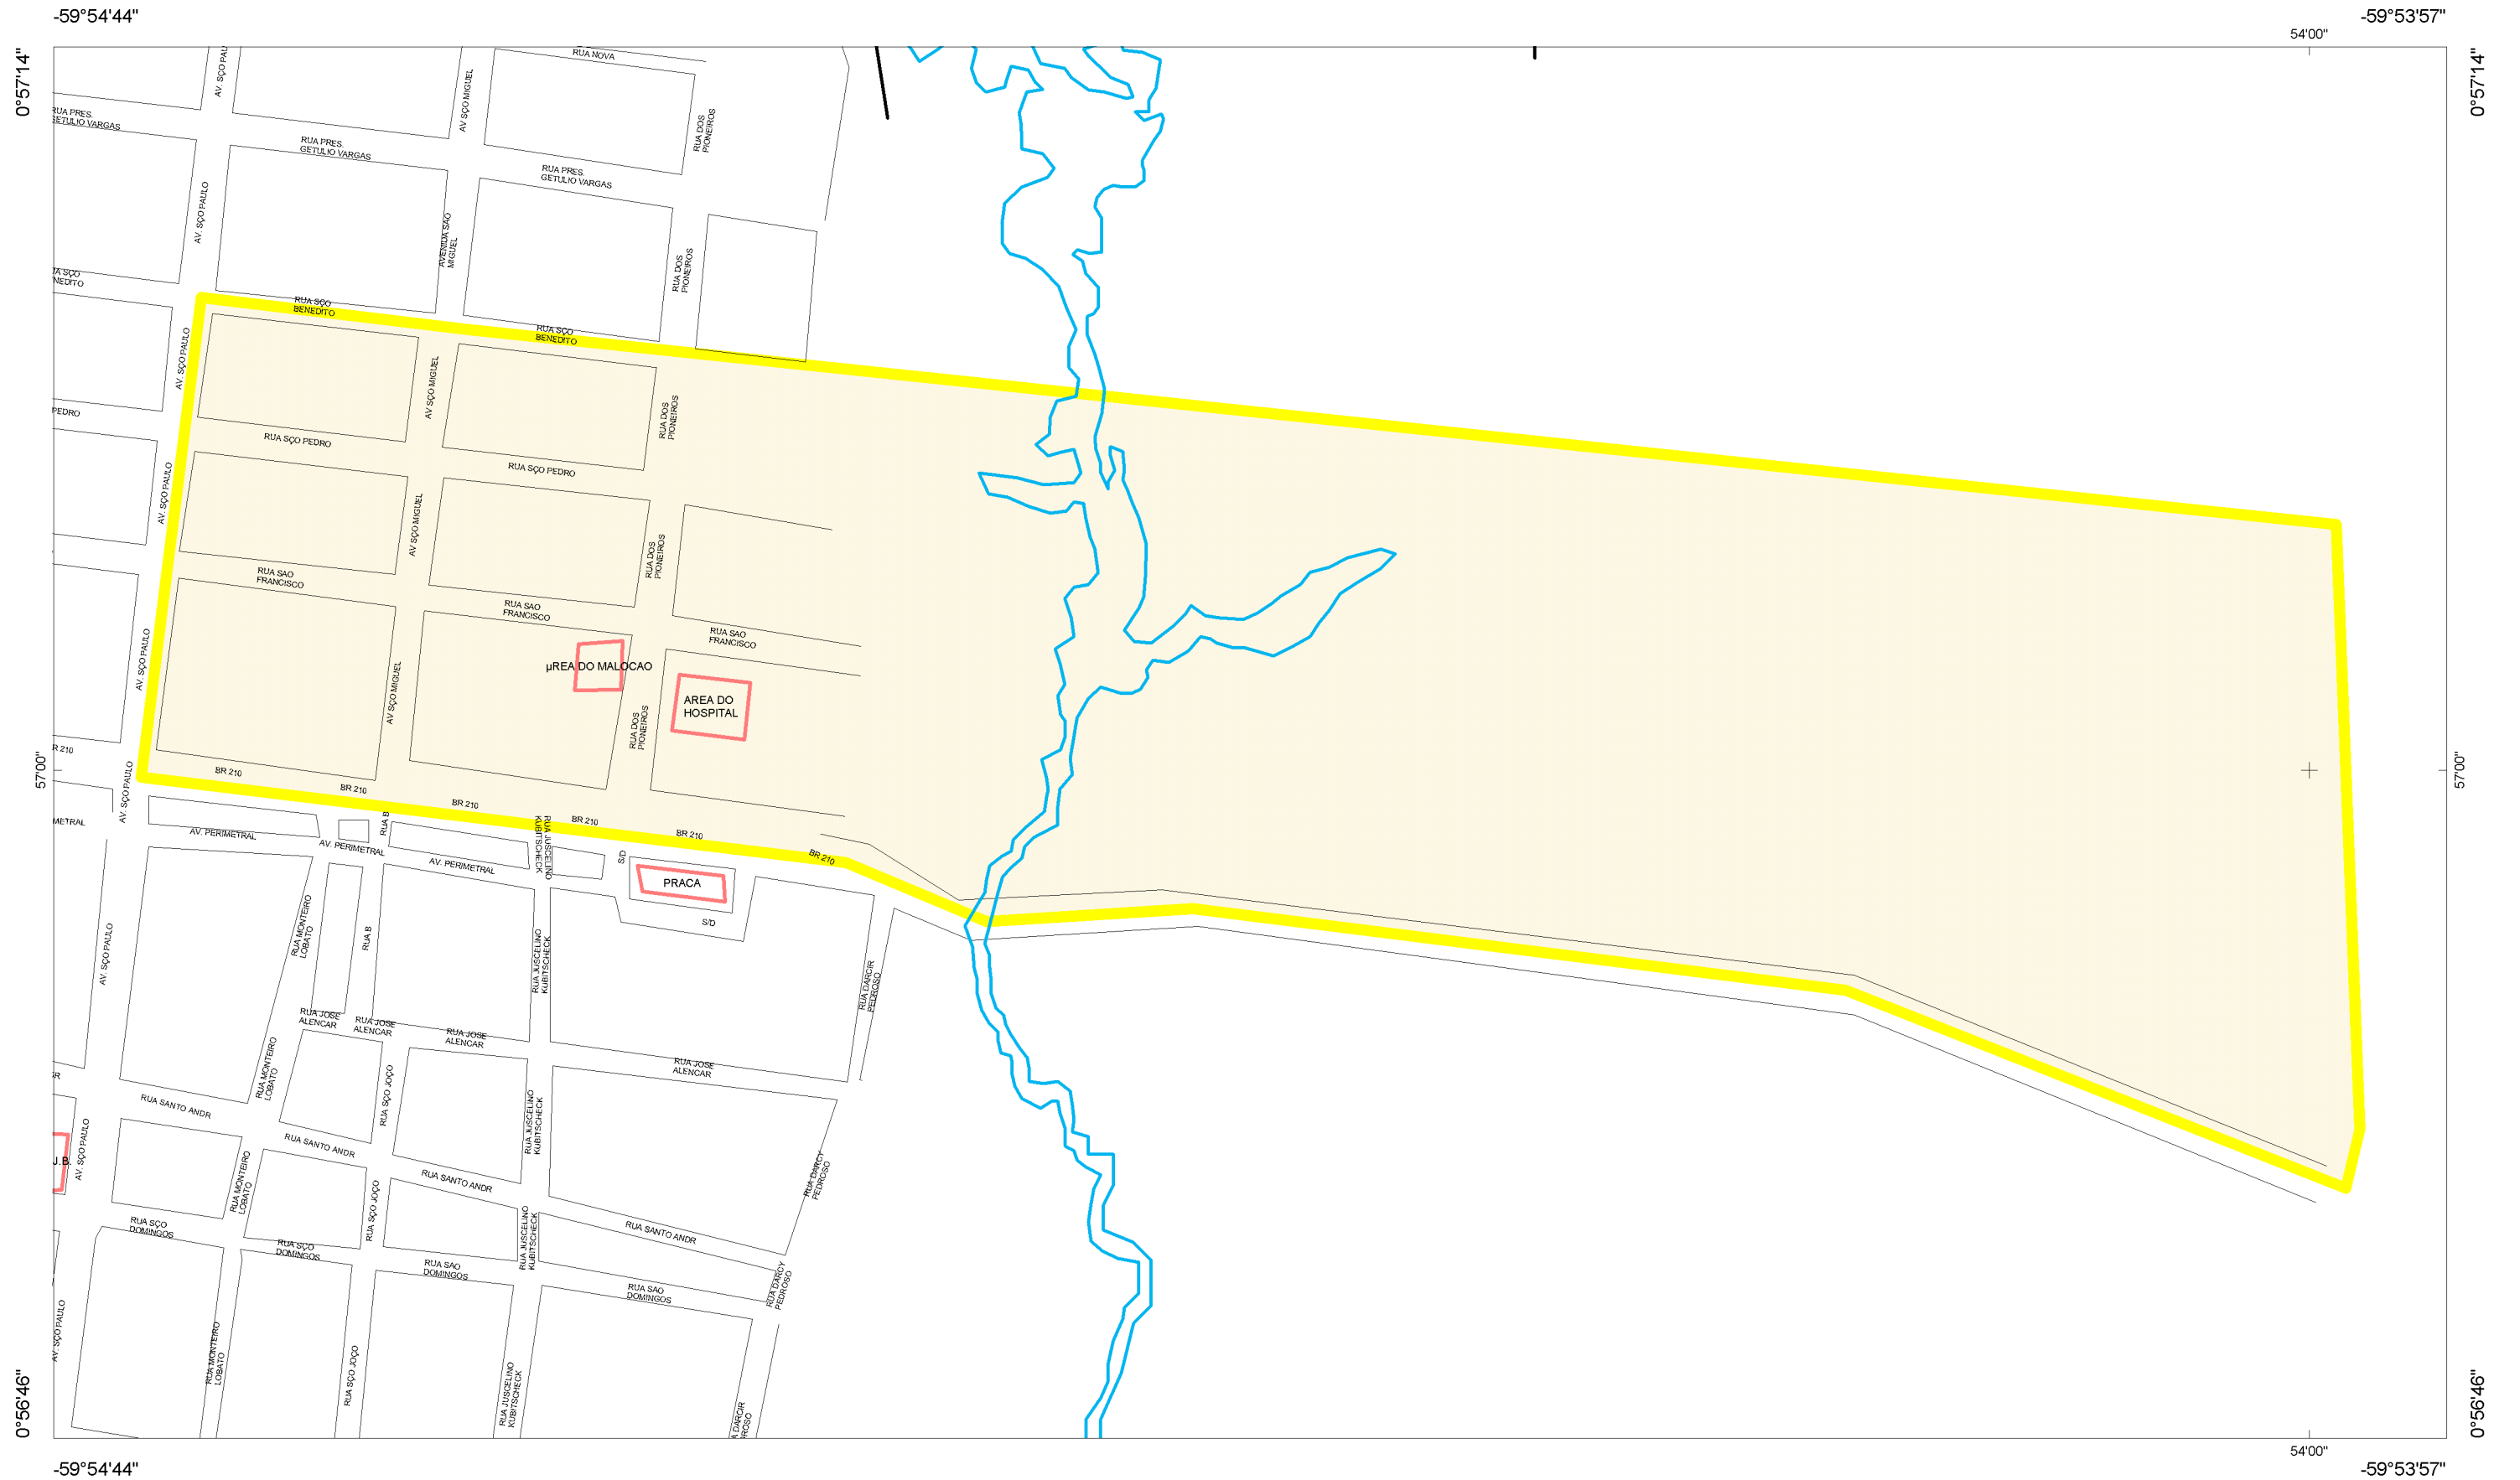 -59°54'44"
-59°53'57"
54'00"
0°57'14"
0°57'14"
RUA NOVA
AV. SÇO PAU
AV SÇO MIGUEL
RUA PRES.
GETULIO VARGAS
RUA DOS
PIONEIROS
RUA PRES.
GETULIO VARGAS
RUA PRES.
GETULIO VARGAS
AV. SÇO PAULO
AVENIDA SAO
MIGUEL
RUA DOS
PIONEIROS
A SÇO
NEDITO
RUA SÇO
BENEDITO
RUA SÇO
BENEDITO
AV. SÇO PAULO
AV SÇO MIGUEL
RUA DOS
PIONEIROS
PEDRO
RUA SÇO PEDRO
RUA SÇO PEDRO
AV. SÇO PAULO
AV SÇO MIGUEL
RUA DOS
PIONEIROS
RUA SAO
FRANCISCO
RUA SAO
FRANCISCO
RUA SAO
FRANCISCO
AV. SÇO PAULO
AV SÇO MIGUEL
µREA DO MALOCAO
AREA DO
HOSPITAL
RUA DOS
PIONEIROS
R 210
57'00"
57'00"
BR 210
BR 210
BR 210
BR 210
BR 210
BR 210
AV. SÇO PAULO
METRAL
AV. PERIMETRAL
AV. PERIMETRAL
AV. PERIMETRAL
RUA B
RUA JUSCELINO
KUBITSCHECK
S/D
PRACA
S/D
AV. SÇO PAULO
RUA MONTEIRO
LOBATO
RUA B
RUA JUSCELINO
KUBITSCHECK
RUA DARCIR
PEDROSO
RUA JOSE
ALENCAR
RUA JOSE
ALENCAR
RUA JOSE
ALENCAR
RUA JOSE
ALENCAR
RUA MONTEIRO
LOBATO
RUA SÇO JOÇO
RUA JUSCELINO
KUBITSCHECK
RUA SANTO ANDR
RUA SANTO ANDR
RUA SANTO ANDR
RUA SANTO ANDR
AV. SÇO PAULO
J.B.
RUA MONTEIRO
LOBATO
RUA SÇO JOÇO
RUA JUSCELINO
KUBITSCHECK
RUA DARCY
PEDROSO
RUA SÇO
DOMINGOS
RUA SÇO
DOMINGOS
RUA SAO
DOMINGOS
RUA SAO
DOMINGOS
RUA DARCY
PEDROSO
AV. SÇO PAULO
RUA MONTEIRO
LOBATO
RUA SÇO JOÇO
RUA JUSCELINO
KUBITSCHECK
A DARCIR
ROSO
0°56'46"
0°56'46"
54'00"
-59°54'44"
-59°53'57"